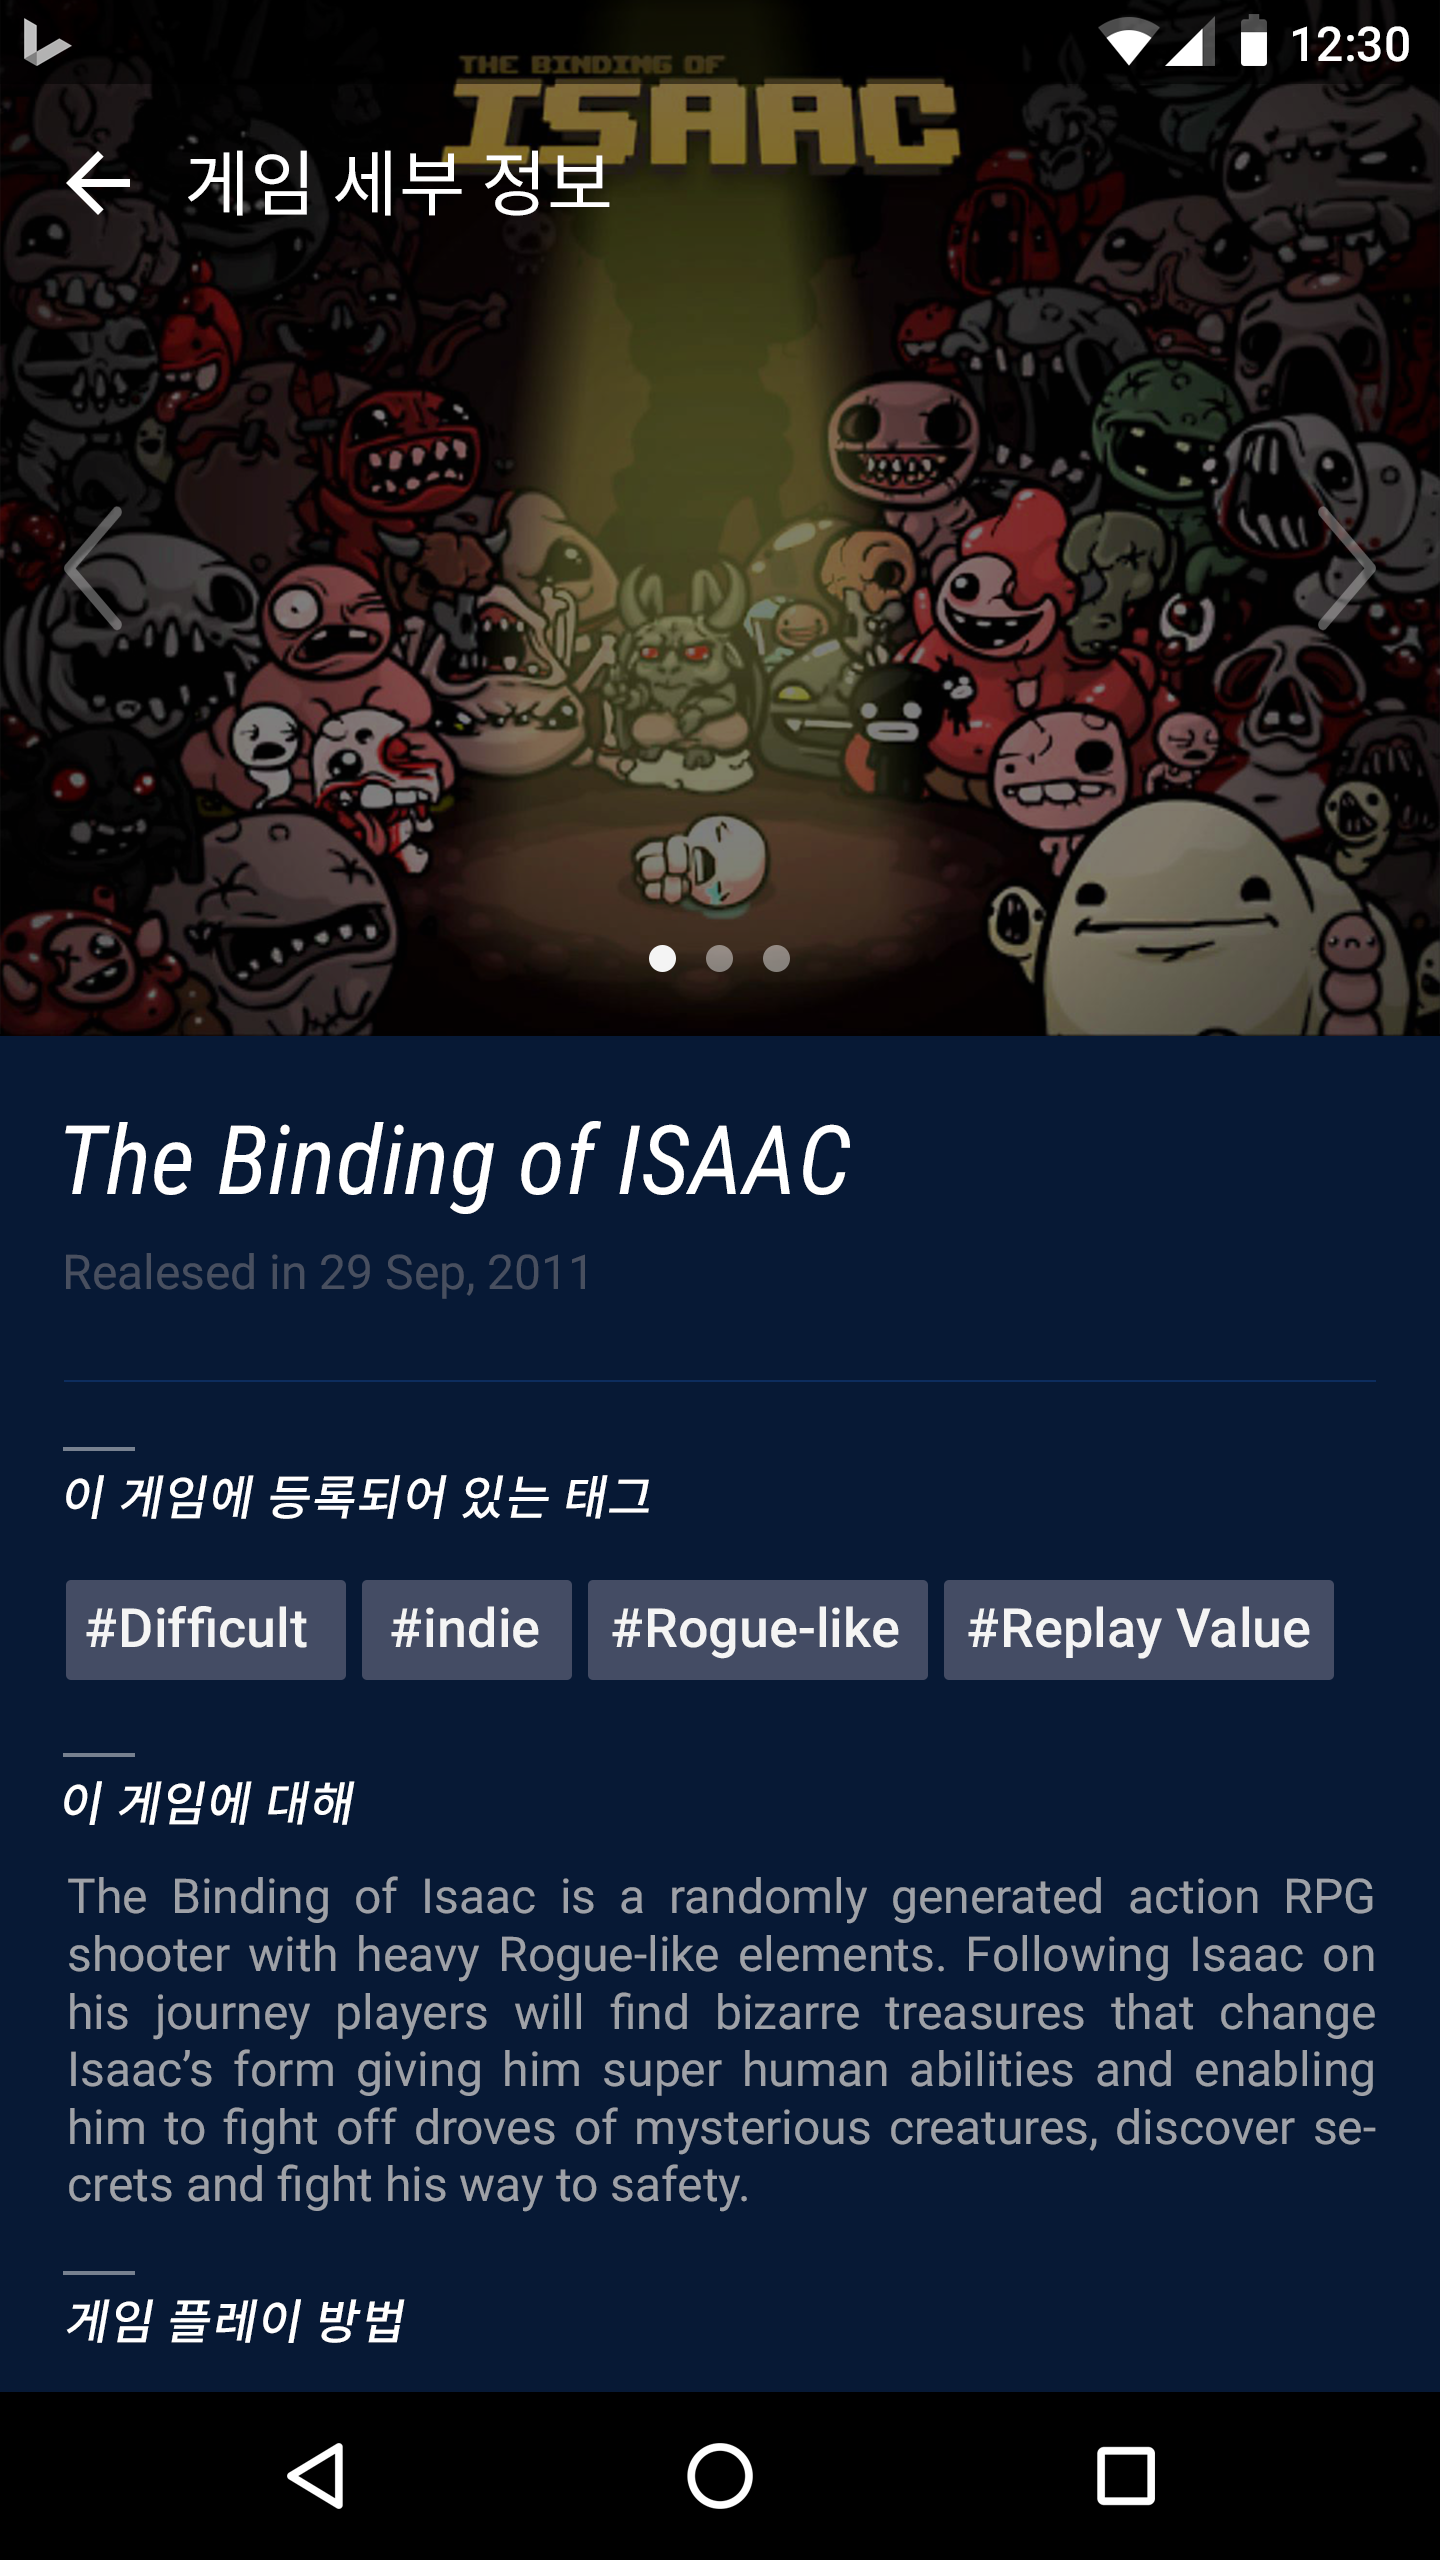 12:30
THE BINDING OF
ISAAC
게임 세부 정보
The Binding of ISAAC
Realesed in 29 Sep, 2011
이 게임에 등록되어 있는 태그
#Difficult #indie #Rogue-like #Replay Value
이 게임에 대해
The Binding of Isaac is a randomly generated action RPG
shooter with heavy Rogue-like elements. Following Isaac on
his journey players will find bizarre treasures that change
Isaac’s form giving him super human abilities and enabling
him to fight off droves of mysterious creatures, discover se-
crets and fight his way to safety.
게임 플레이 방법